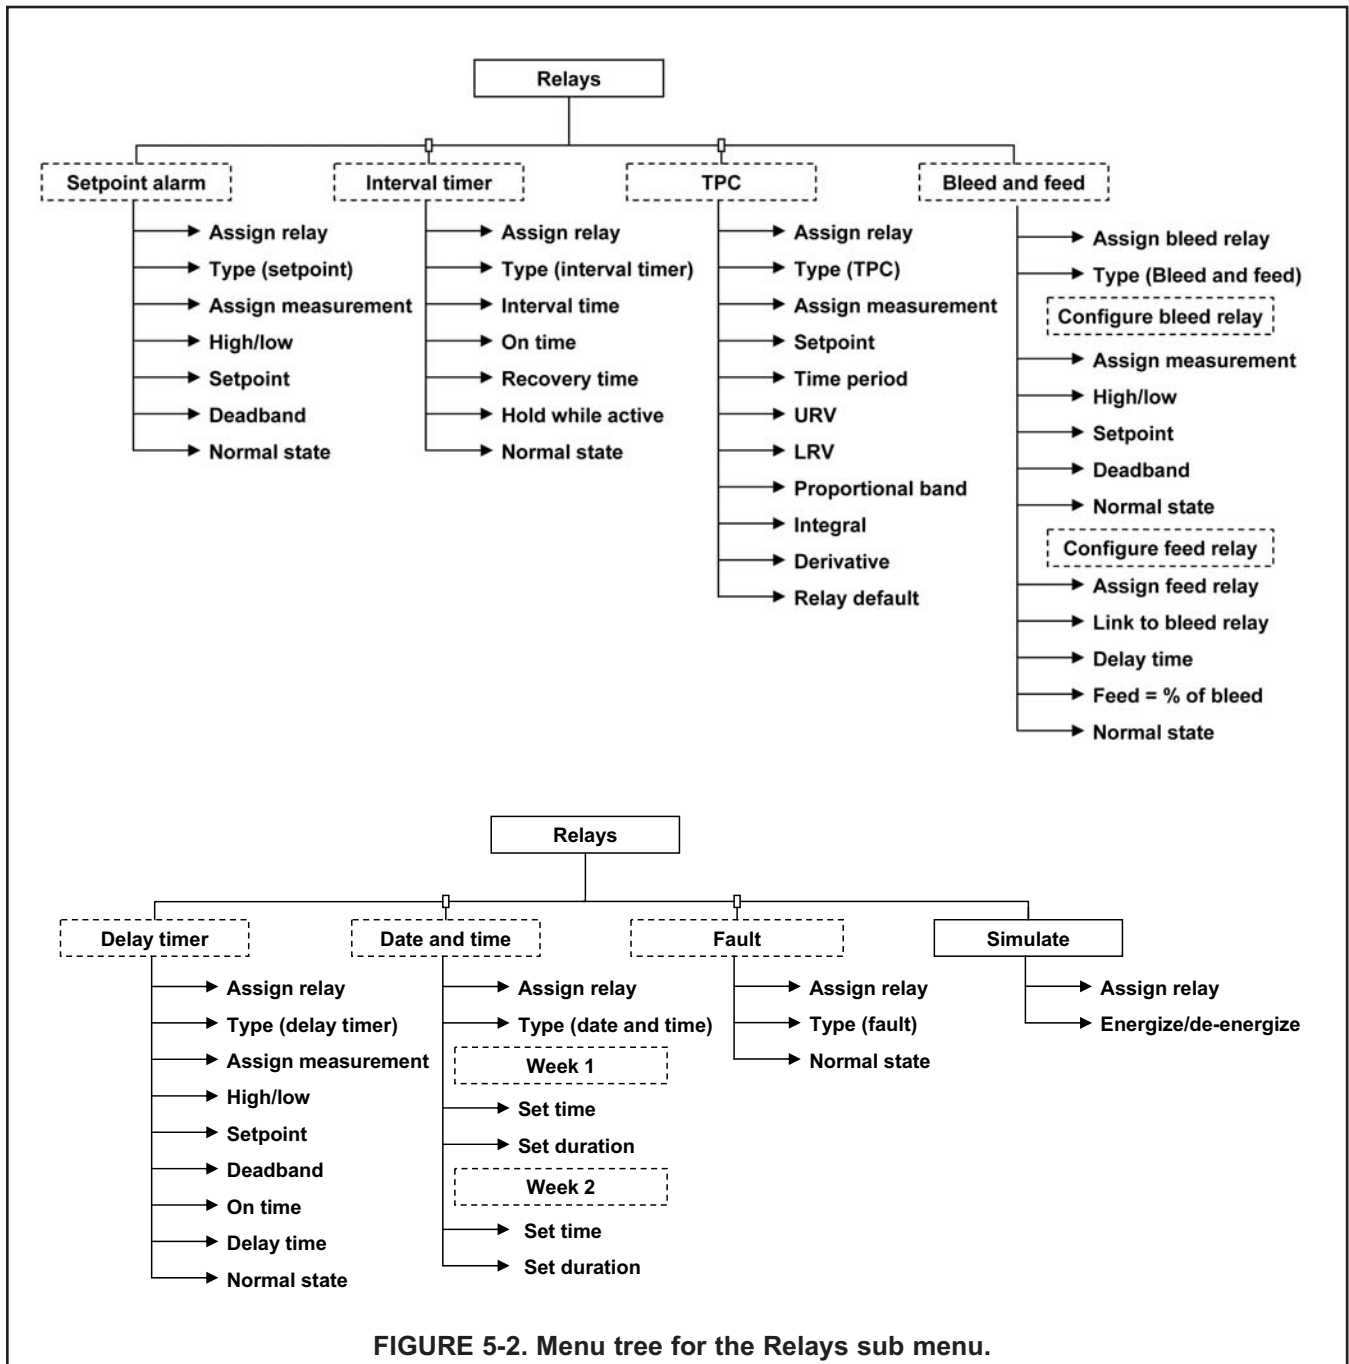 Relays
Setpoint alarm
Assign relay
Type (setpoint)
Assign measurement
High/low
Setpoint
Deadband
Normal state
Interval timer
Assign relay
Type (interval timer)
Interval time
On time
Recovery time
Hold while active
Normal state
TPC
Assign relay
Type (TPC)
Assign measurement
Setpoint
Time period
URV
LRV
Proportional band
Integral
Derivative
Relay default
Bleed and feed
Assign bleed relay
Type (Bleed and feed)
Configure bleed relay
Assign measurement
High/low
Setpoint
Deadband
Normal state
Configure feed relay
Assign feed relay
Link to bleed relay
Delay time
Feed = % of bleed
Normal state
Relays
Delay timer
Assign relay
Type (delay timer)
Assign measurement
High/low
Setpoint
Deadband
On time
Delay time
Normal state
Date and time
Assign relay
Type (date and time)
Week 1
Set time
Set duration
Week 2
Set time
Set duration
Fault
Assign relay
Type (fault)
Normal state
Simulate
Assign relay
Energize/de-energize
FIGURE 5-2. Menu tree for the Relays sub menu.